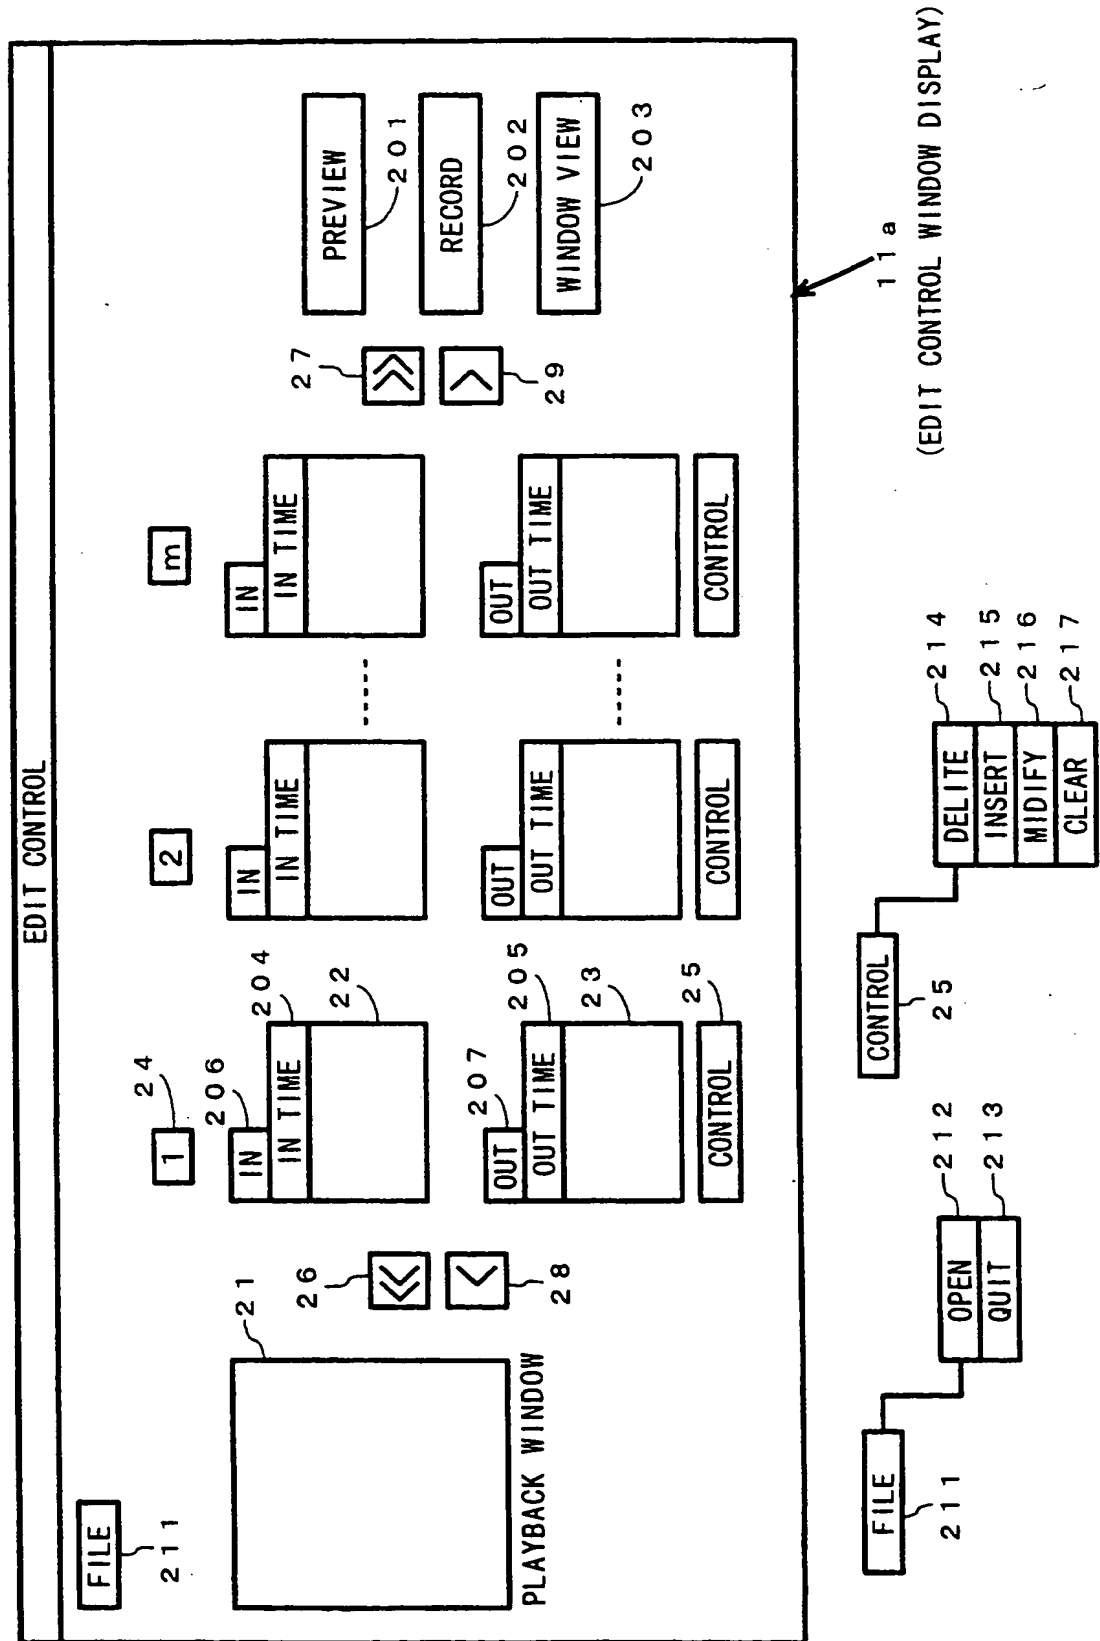 EDIT CONTROL
FILE
211
1
24
2
m
IN
206
IN
IN
IN TIME
204
IN TIME
IN TIME
22
21
26
27
PREVIEW
201
RECORD
202
WINDOW VIEW
203
28
29
OUT
207
OUT
OUT
OUT TIME
205
OUT TIME
OUT TIME
23
PLAYBACK WINDOW
CONTROL
25
CONTROL
CONTROL
11a
(EDIT CONTROL WINDOW DISPLAY)
FILE
211
OPEN
212
QUIT
213
CONTROL
25
DELITE
214
INSERT
215
MIDIFY
216
CLEAR
217